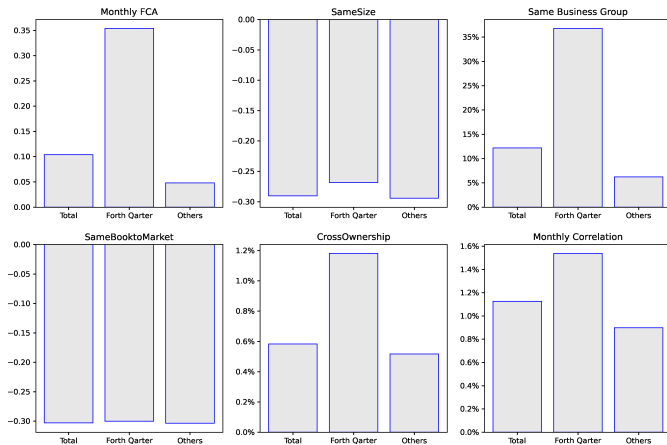 Monthly FCA
0.35
0.30
0.25
0.20
0.15
0.10
0.05
0.00
Total
Forth Qarter
Others
SameSize
0.00
−0.05
−0.10
−0.15
−0.20
−0.25
−0.30
Total
Forth Qarter
Others
Same Business Group
35%
30%
25%
20%
15%
10%
5%
0%
Total
Forth Qarter
Others
SameBooktoMarket
0.00
−0.05
−0.10
−0.15
−0.20
−0.25
−0.30
Total
Forth Qarter
Others
CrossOwnership
1.2%
1.0%
0.8%
0.6%
0.4%
0.2%
0.0%
Total
Forth Qarter
Others
Monthly Correlation
1.6%
1.4%
1.2%
1.0%
0.8%
0.6%
0.4%
0.2%
0.0%
Total
Forth Qarter
Others